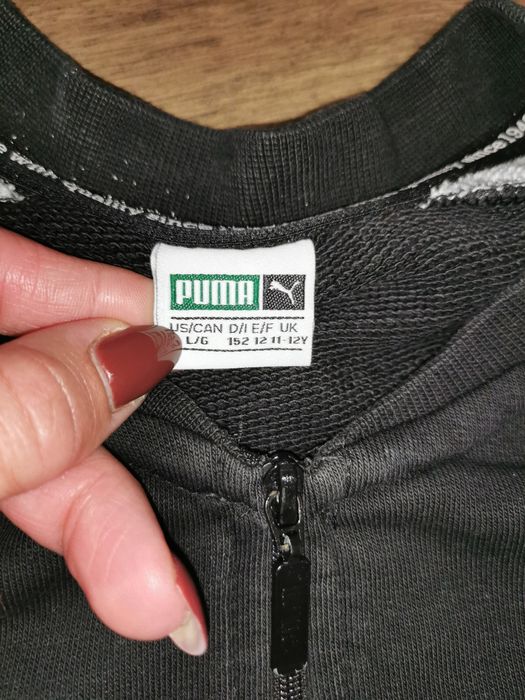 PUMA
US/CAN D/I E/F UK
L/G 152 12 11-12Y